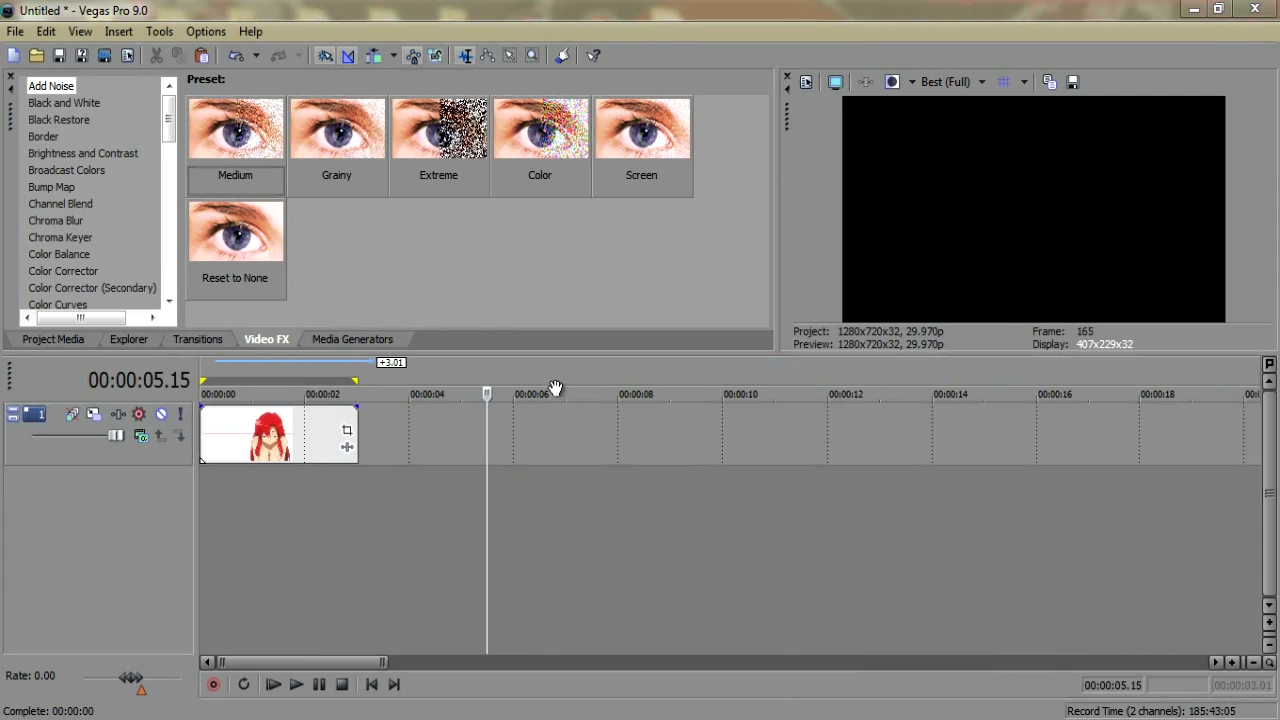 Untitled * - Vegas Pro 9.0
File Edit View Insert Tools Options Help
Add Noise
Black and White
Black Restore
Border
Brightness and Contrast
Broadcast Colors
Bump Map
Channel Blend
Chroma Blur
Chroma Keyer
Color Balance
Color Corrector
Color Corrector (Secondary)
Color Curves
Preset:
Medium Grainy Extreme Color Screen
Reset to None
Best (Full)
Project: 1280x720x32, 29.970p
Preview: 1280x720x32, 29.970p
Frame: 165
Display: 407x229x32
Project Media Explorer Transitions Video FX Media Generators
+3.01
00:00:05.15
00:00:00 00:00:02 00:00:04 00:00:06 00:00:08 00:00:10 00:00:12 00:00:14 00:00:16 00:00:18
1
Rate: 0.00
00:00:05.15 00:00:03.01
Complete: 00:00:00
Record Time (2 channels): 185:43:05